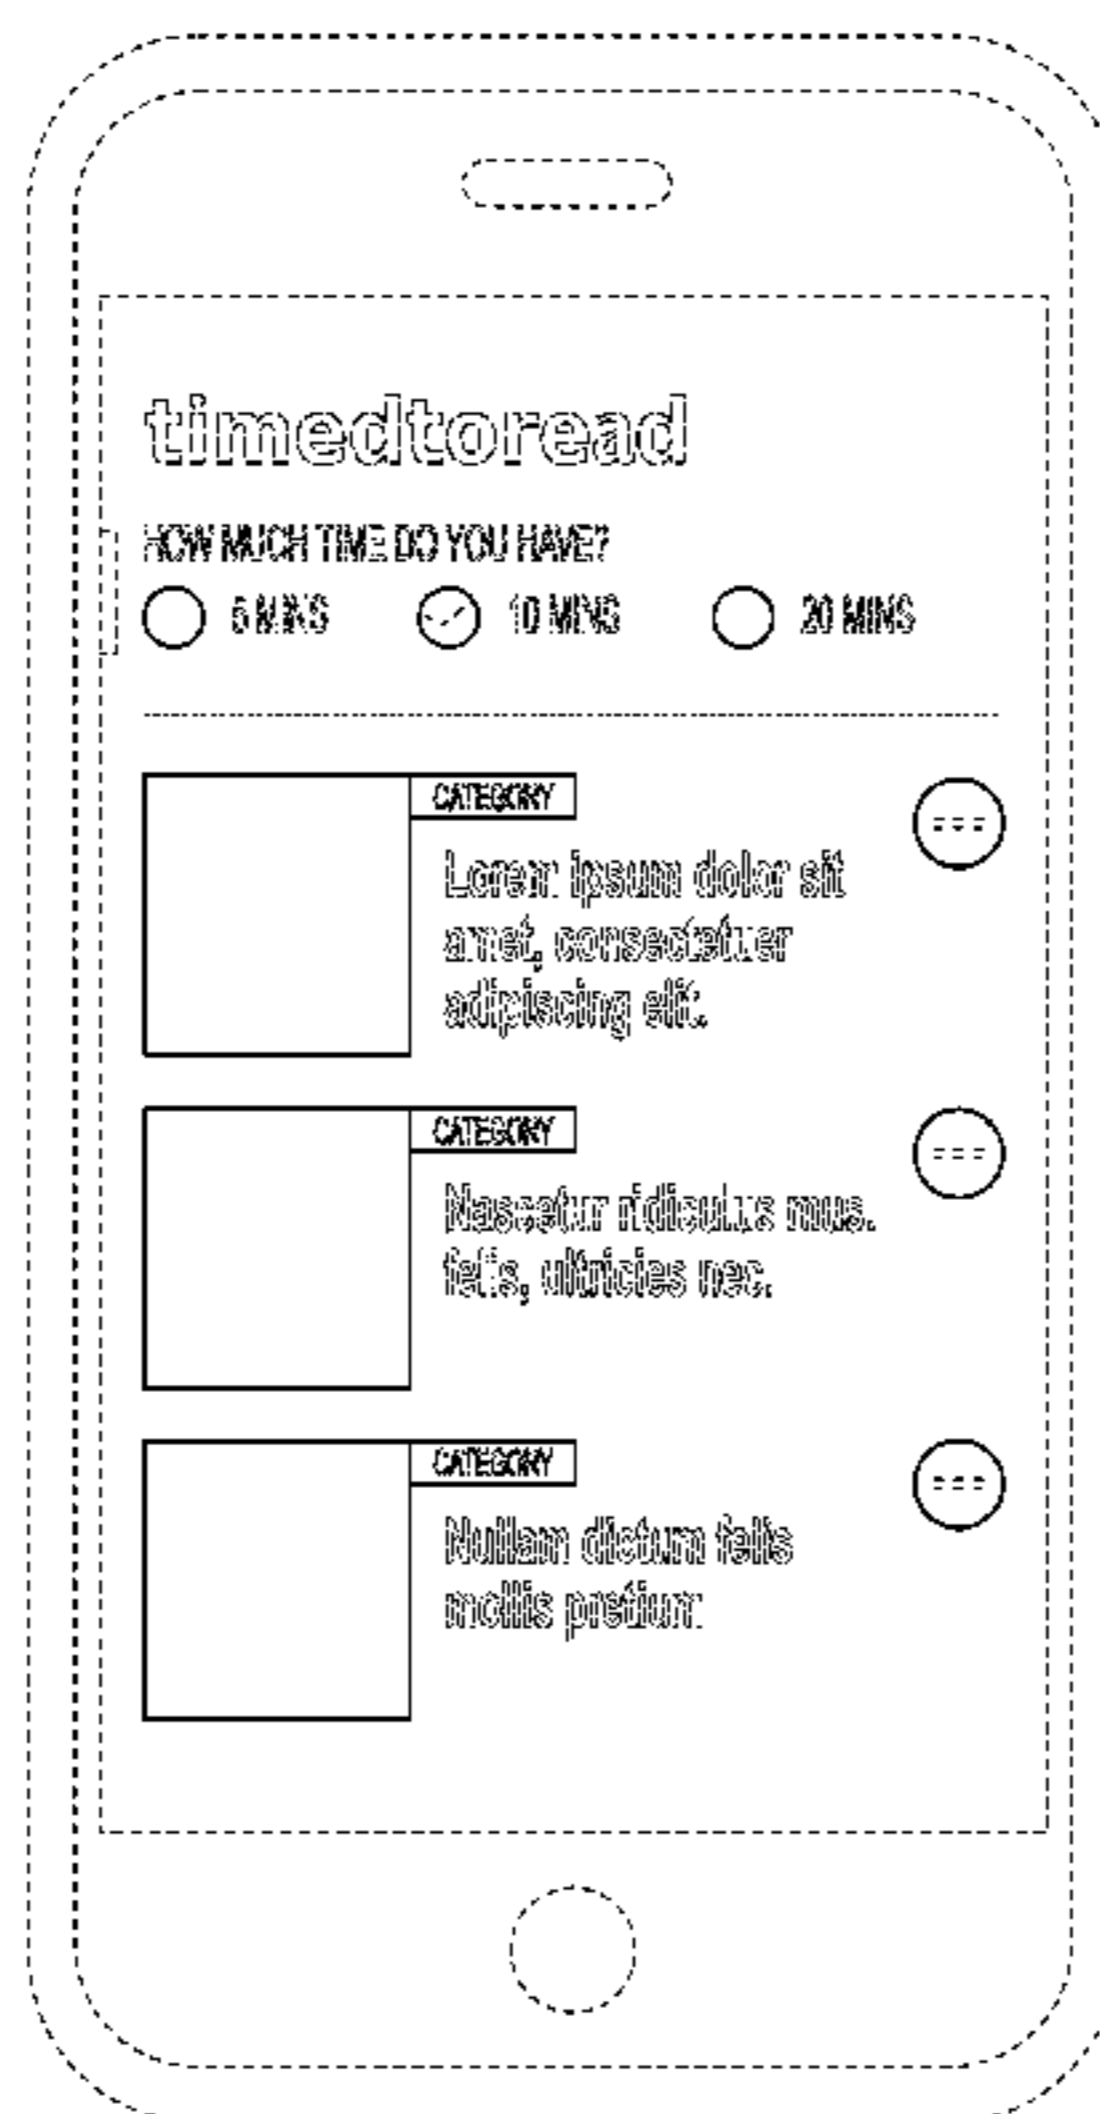 timedtoread
HOW MUCH TIME DO YOU HAVE?
5 MINS 10 MINS 20 MINS
CATEGORY
Lorem ipsum dolor sit
amet, consectetuer
adipiscing elit.
CATEGORY
Nascetur ridiculus mus.
felis, ultricies nec.
CATEGORY
Nullam dictum felis
mollis pretium